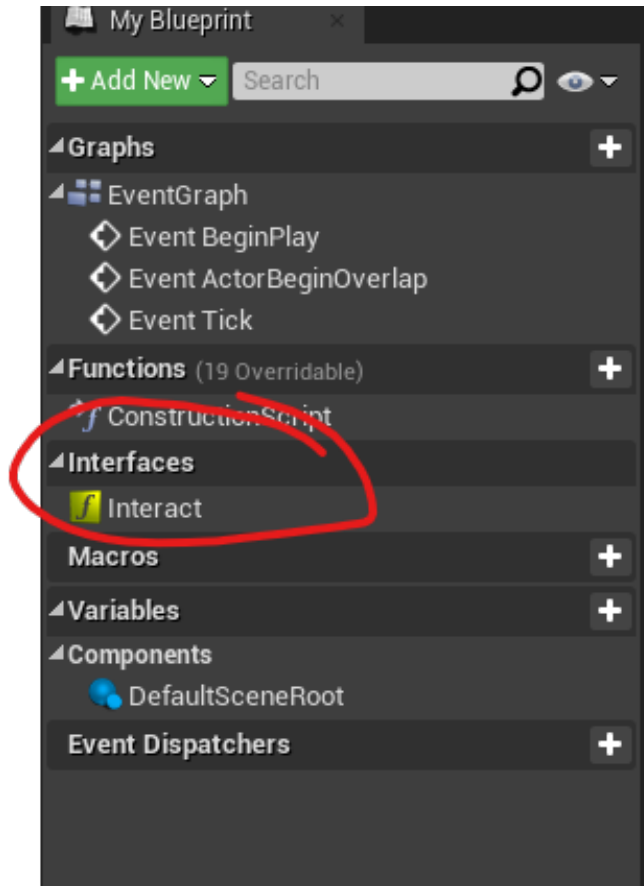 My Blueprint
Add New Search
Graphs
EventGraph
Event BeginPlay
Event ActorBeginOverlap
Event Tick
Functions (19 Overridable)
ConstructionScript
Interfaces
Interact
Macros
Variables
Components
DefaultSceneRoot
Event Dispatchers